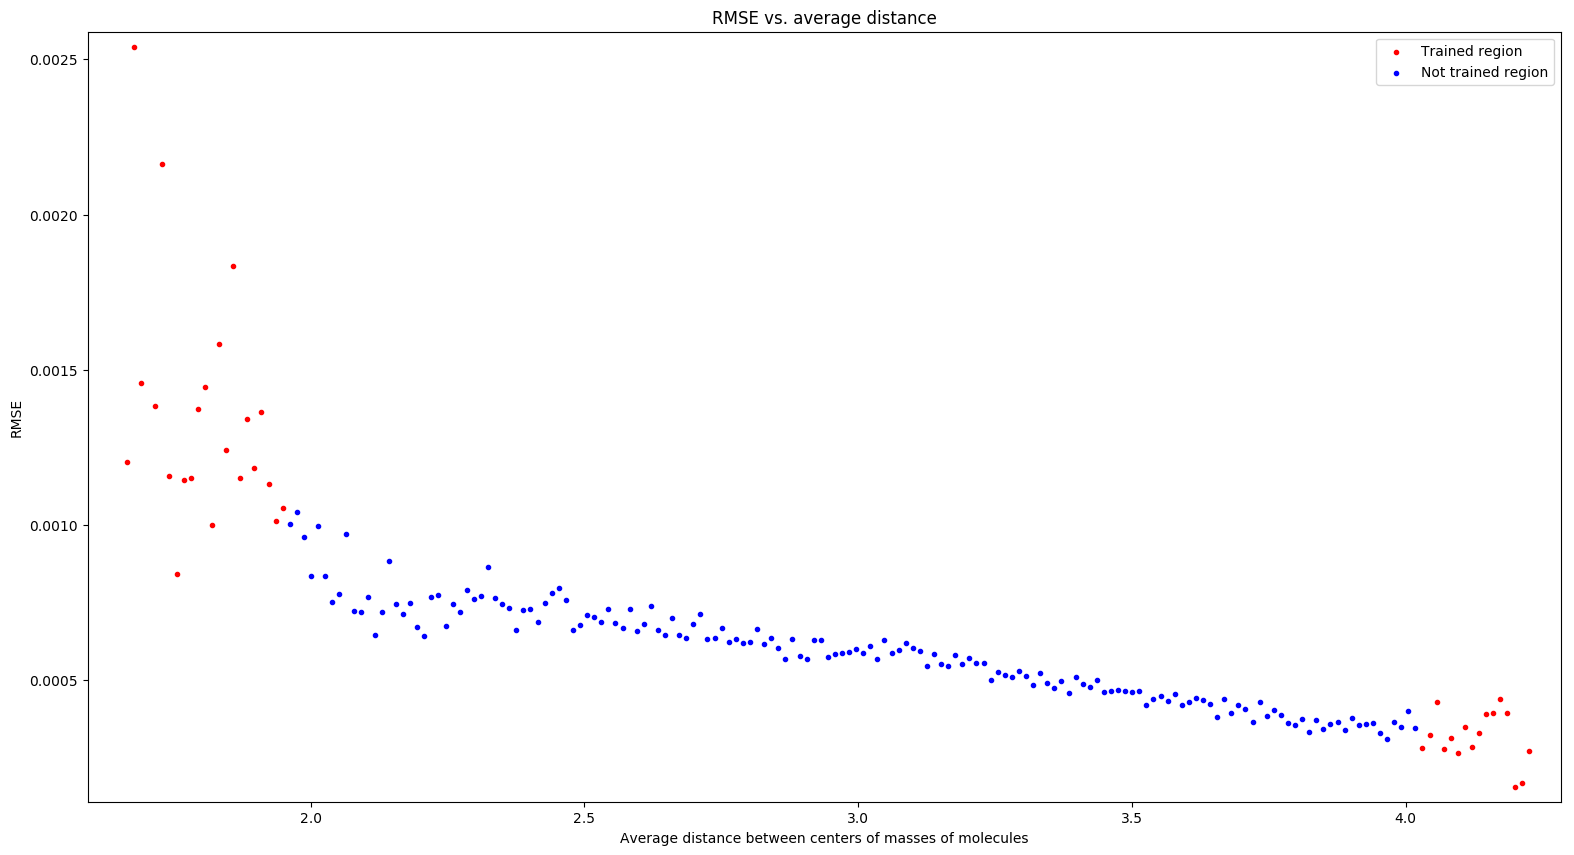 RMSE vs. average distance
Trained region
Not trained region
0.0025
0.0020
0.0015
0.0010
0.0005
RMSE
2.0 2.5 3.0 3.5 4.0
Average distance between centers of masses of molecules